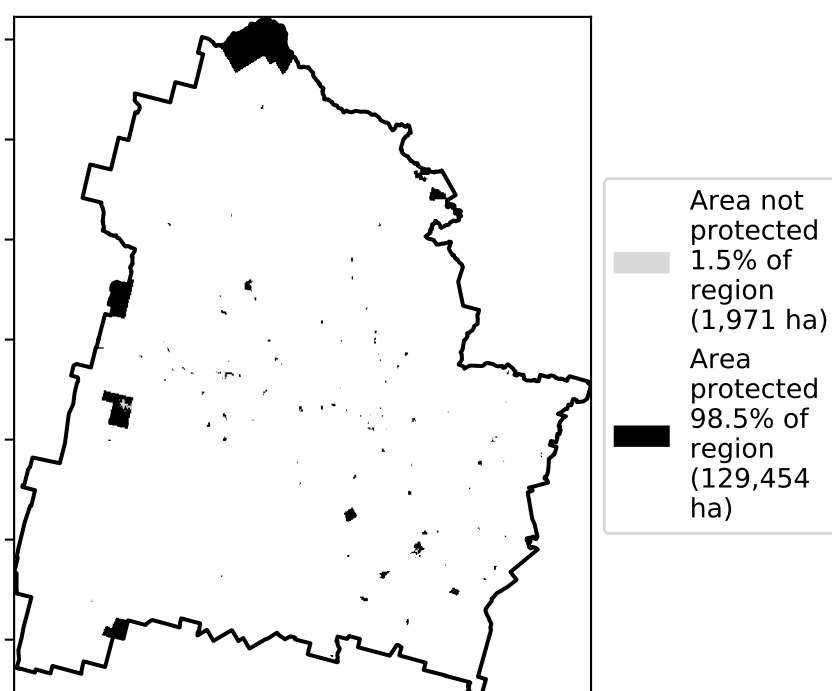 Area not
protected
1.5% of
region
(1,971 ha)
Area
protected
98.5% of
region
(129,454
ha)